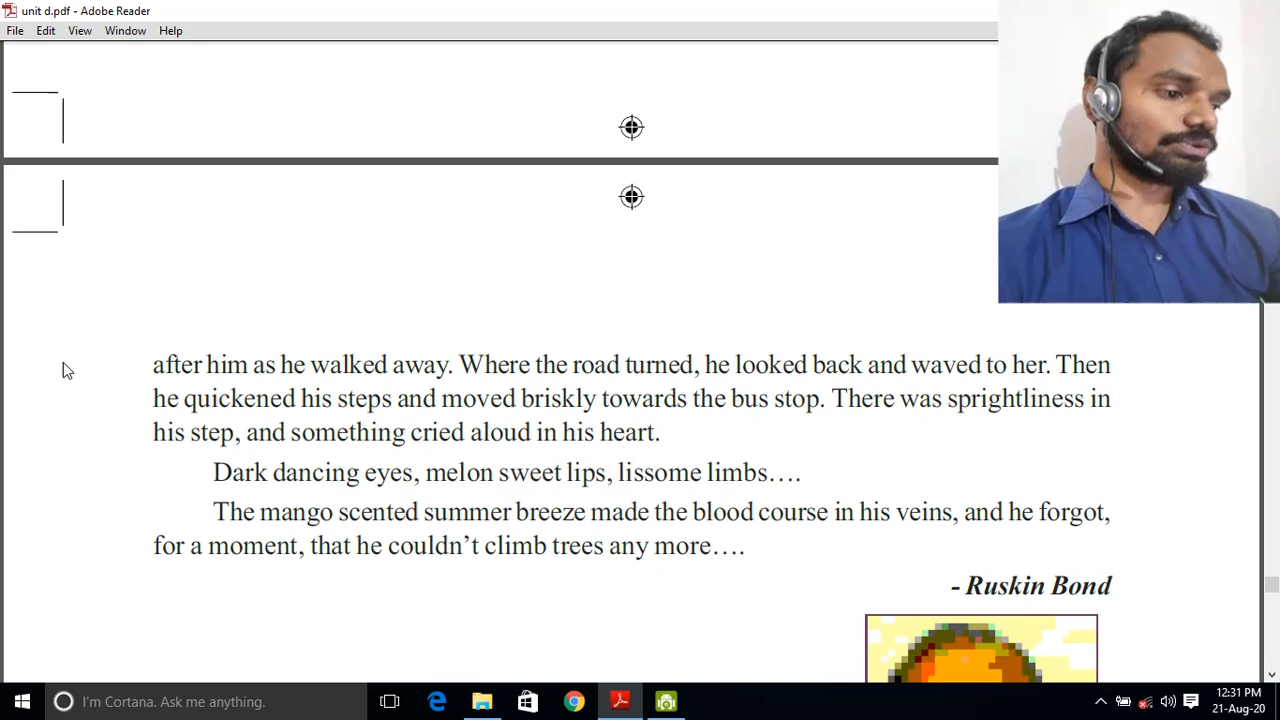 unit d.pdf - Adobe Reader
File Edit View Window Help
after him as he walked away. Where the road turned, he looked back and waved to her. Then
he quickened his steps and moved briskly towards the bus stop. There was sprightliness in
his step, and something cried aloud in his heart.
Dark dancing eyes, melon sweet lips, lissome limbs….
The mango scented summer breeze made the blood course in his veins, and he forgot,
for a moment, that he couldn’t climb trees any more….
- Ruskin Bond
I'm Cortana. Ask me anything.
12:31 PM
21-Aug-20